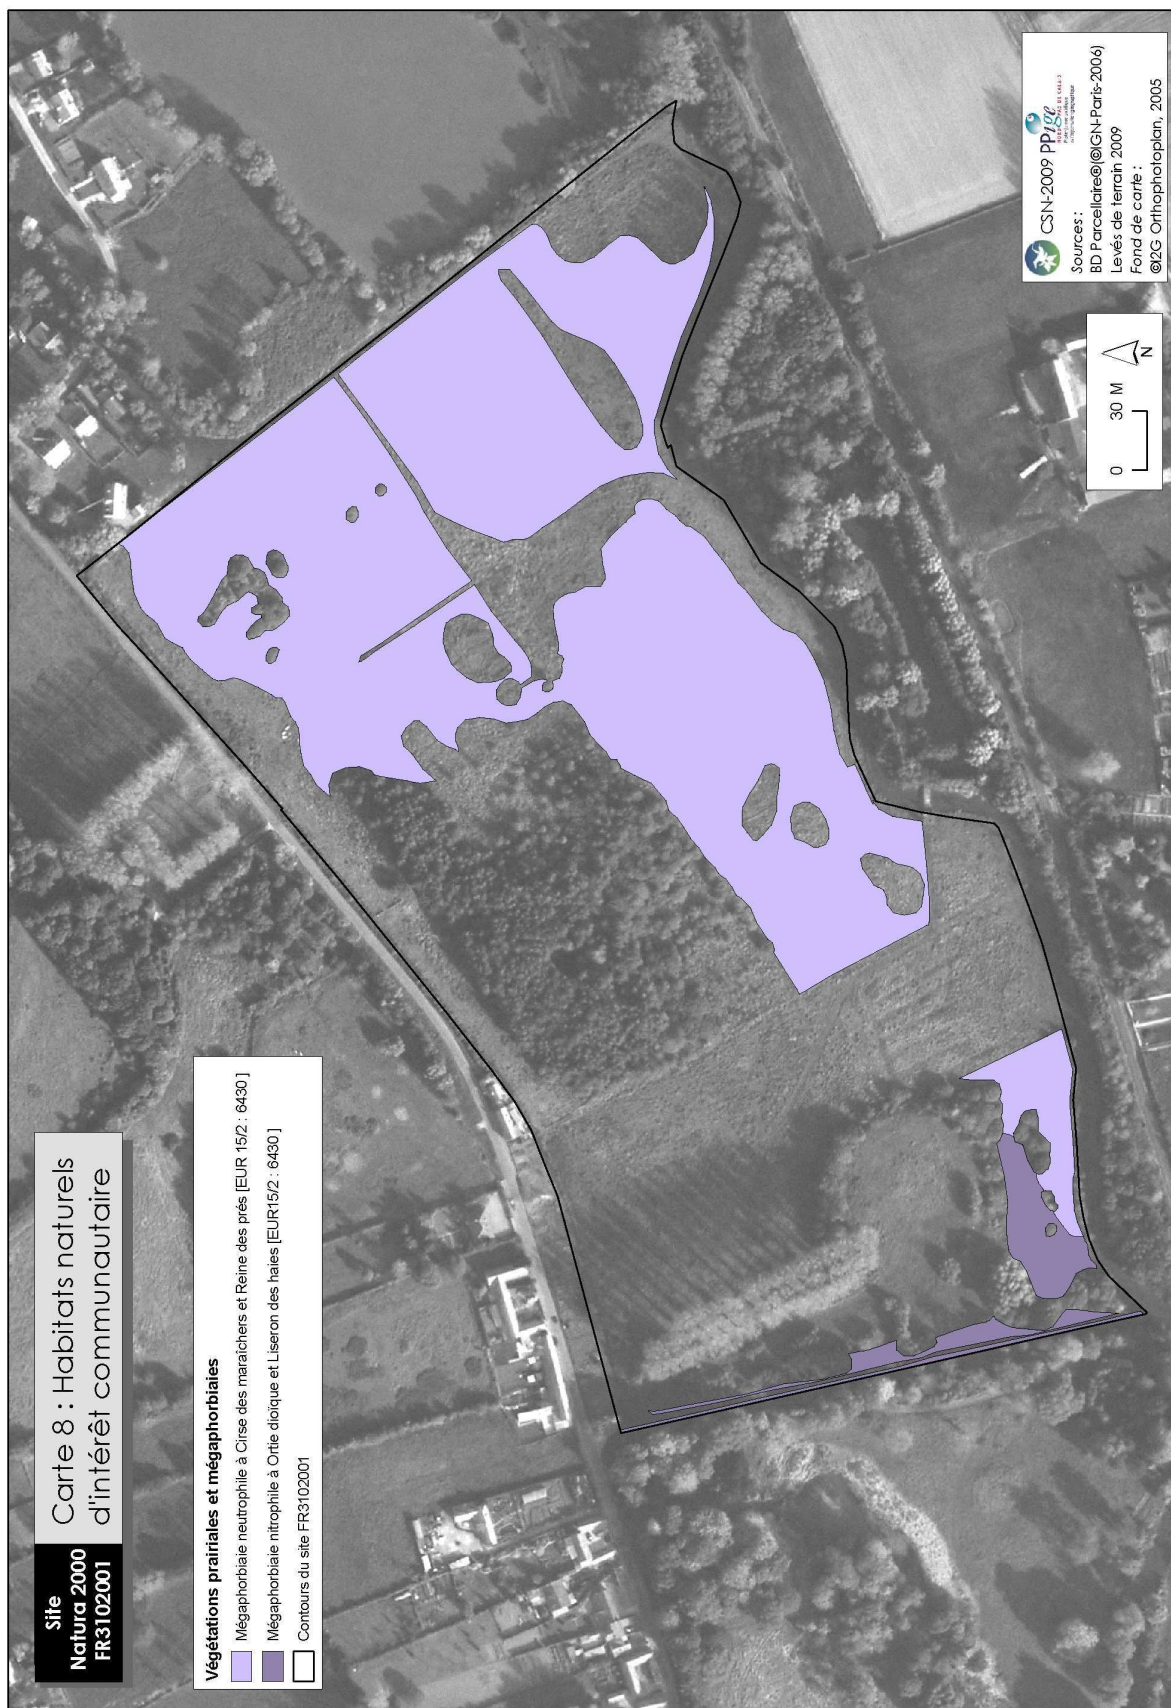 Site
Natura 2000
FR3102001
Carte 8 : Habitats naturels
d'intérêt communautaire
Végétations prairiales et mégaphorbiaies
Mégaphorbiaie neutrophile à Cirse des maraîchers et Reine des prés [EUR 15/2 : 6430]
Mégaphorbiaie nitrophile à Ortie dioïque et Liseron des haies [EUR15/2 : 6430]
Contours du site FR3102001
0 30 M
N
CSN-2009 PPige
Sources :
BD Parcellaire®(©IGN-Paris-2006)
Levés de terrain 2009
Fond de carte :
©I2G Orthophotoplan, 2005